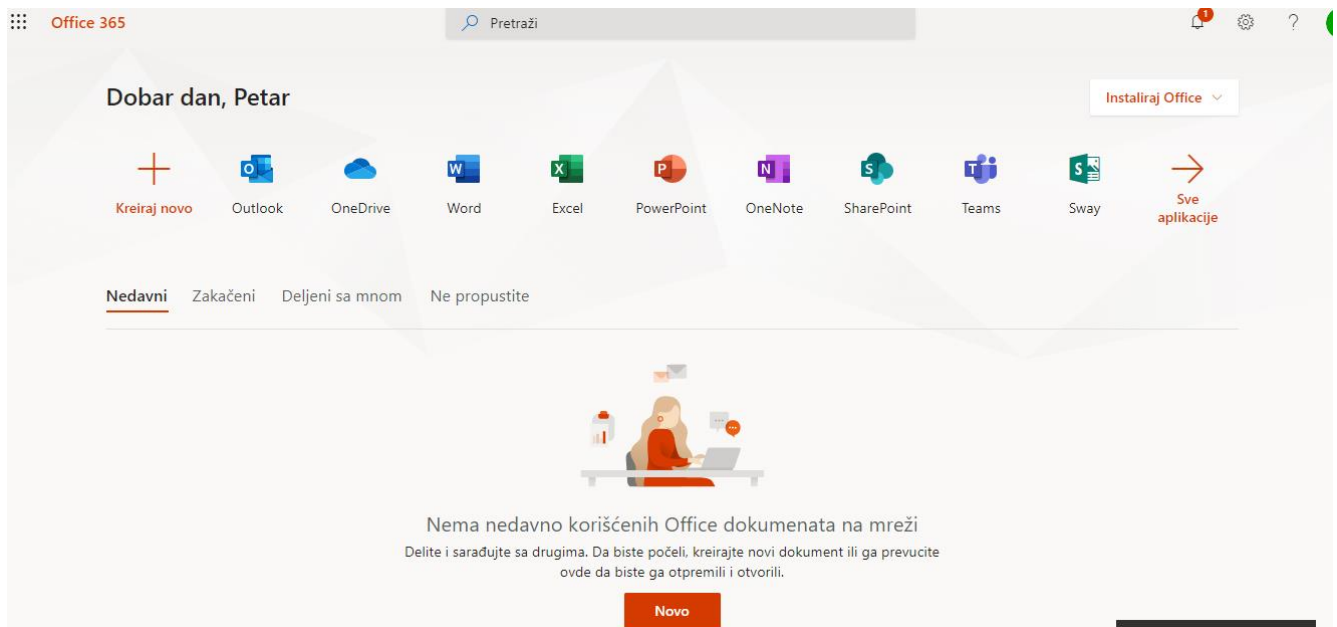 Office 365
Pretraži
1
?
Dobar dan, Petar
Instaliraj Office
Kreiraj novo
Outlook
OneDrive
Word
Excel
PowerPoint
OneNote
SharePoint
Teams
Sway
Sve
aplikacije
Nedavni
Zakačeni
Deljeni sa mnom
Ne propustite
Nema nedavno korišćenih Office dokumenata na mreži
Delite i sarađujte sa drugima. Da biste počeli, kreirajte novi dokument ili ga prevucite
ovde da biste ga otpremili i otvorili.
Novo